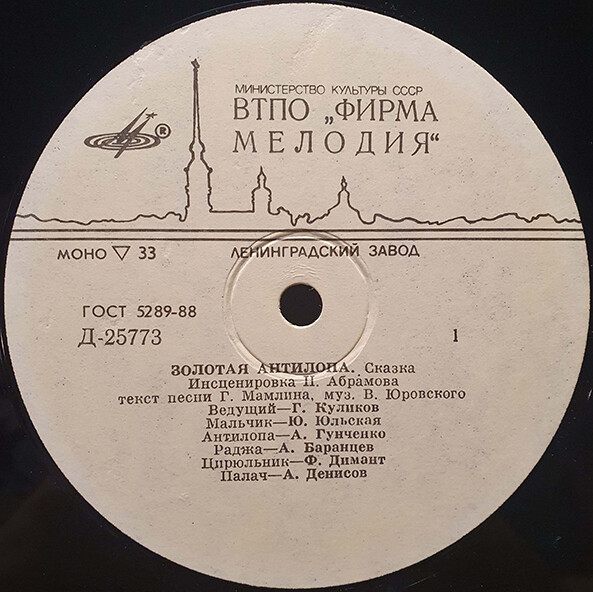 МИНИСТЕРСТВО КУЛЬТУРЫ СССР
ВТПО „ФИРМА
МЕЛОДИЯ“
®
МОНО ▽ 33 ЛЕНИНГРАДСКИЙ ЗАВОД
ГОСТ 5289-88
Д-25773 1
ЗОЛОТАЯ АНТИЛОПА. Сказка
Инсценировка П. Абрамова
текст песни Г. Мамлина, муз. В. Юровского
Ведущий—Г. Куликов
Мальчик—Ю. Юльская
Антилопа—А. Гунченко
Раджа—А. Баранцев
Цирюльник—Ф. Димант
Палач—А. Денисов